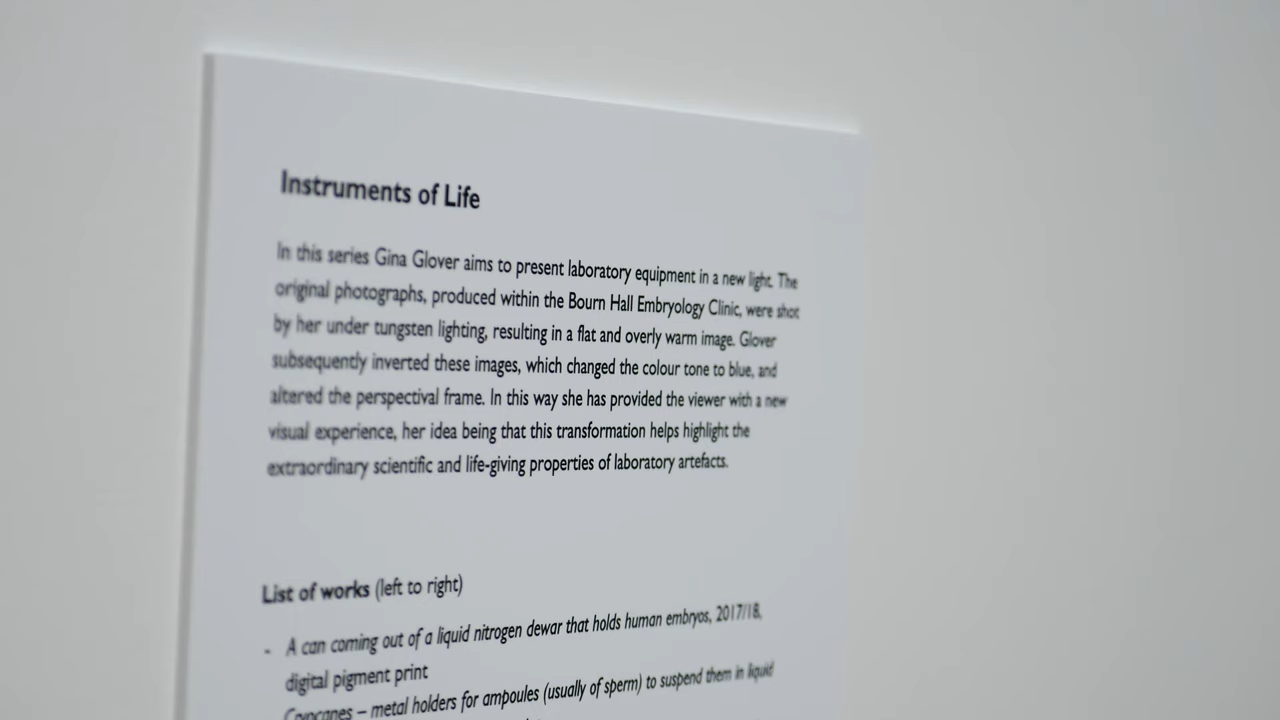 Instruments of Life
In this series Gina Glover aims to present laboratory equipment in a new light. The
original photographs, produced within the Bourn Hall Embryology Clinic, were shot
by her under tungsten lighting, resulting in a flat and overly warm image. Glover
subsequently inverted these images, which changed the colour tone to blue, and
altered the perspectival frame. In this way she has provided the viewer with a new
visual experience, her idea being that this transformation helps highlight the
extraordinary scientific and life-giving properties of laboratory artefacts.
List of works (left to right)
- A can coming out of a liquid nitrogen dewar that holds human embryos, 2017/18,
digital pigment print
– metal holders for ampoules (usually of sperm) to suspend them in liquid